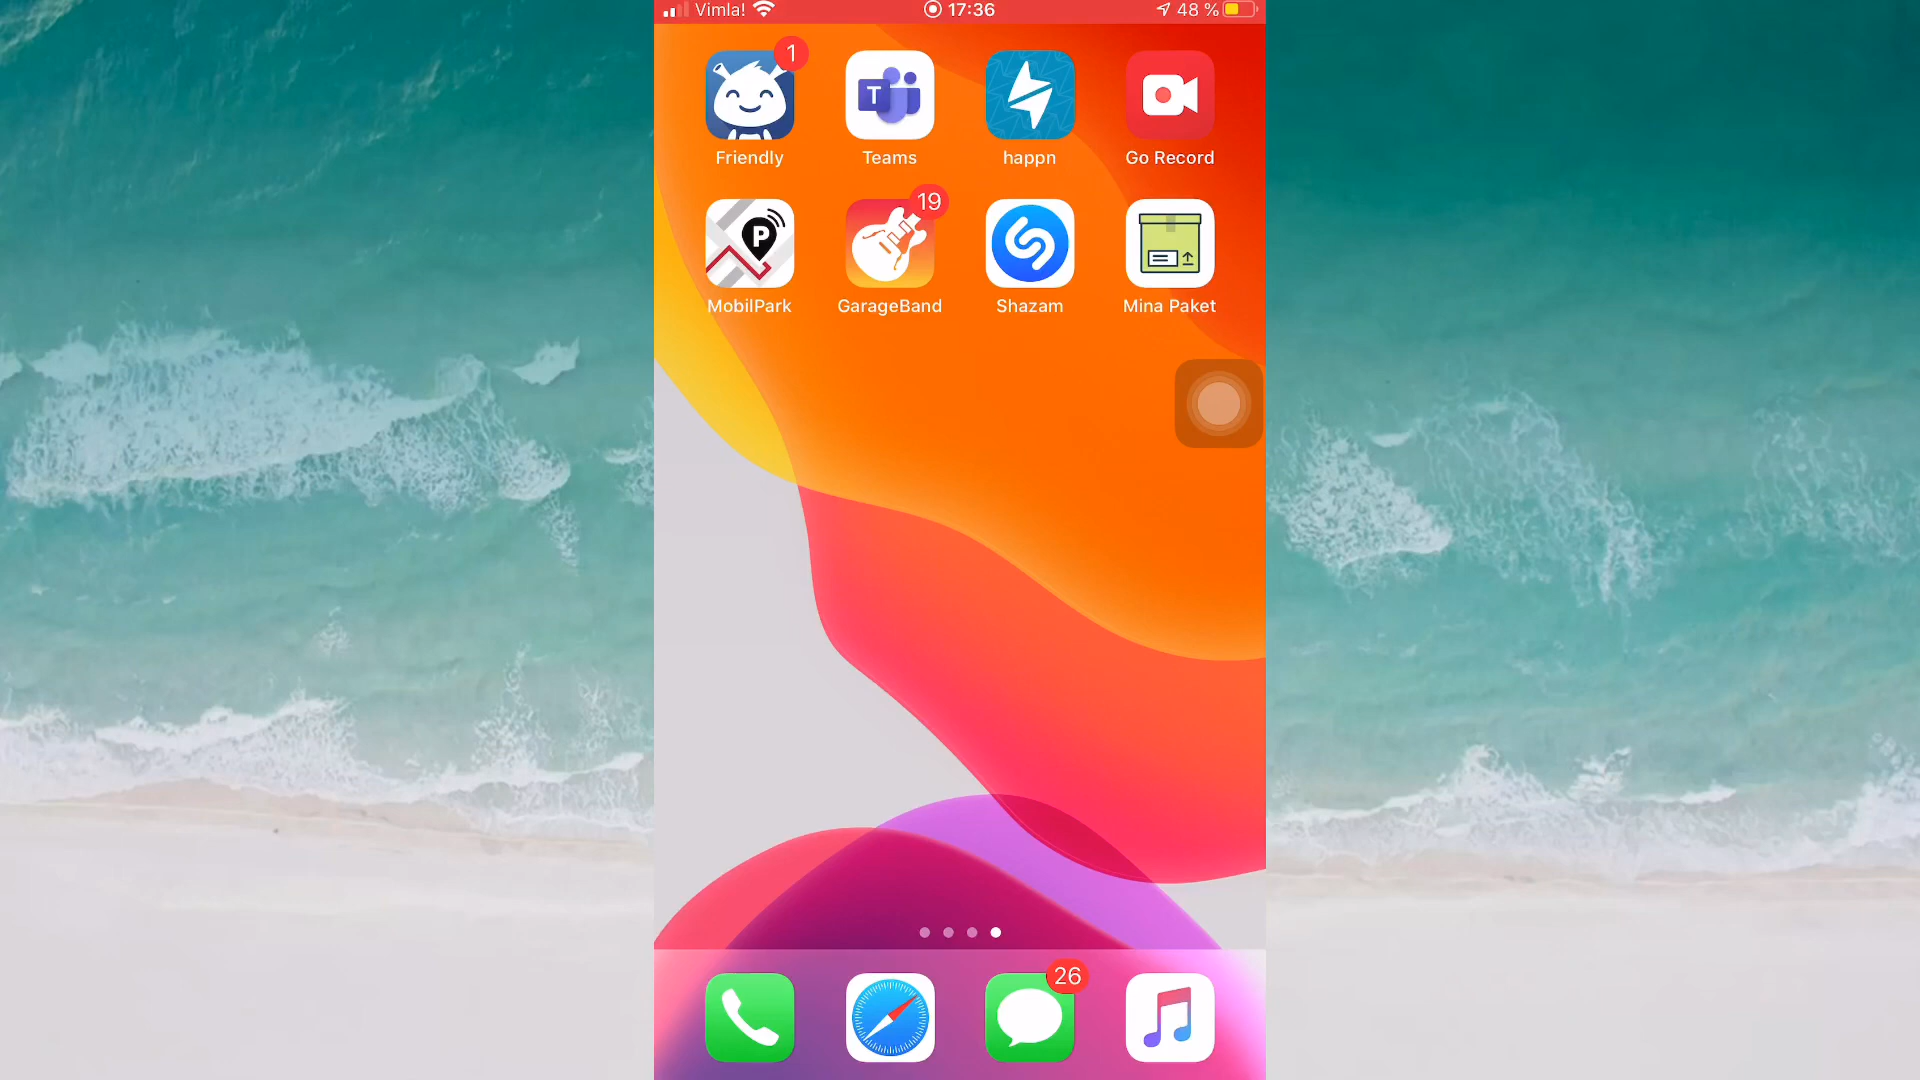 Vimla! 17:36 48 %
1
Friendly Teams happn Go Record
P 19
MobilPark GarageBand Shazam Mina Paket
26